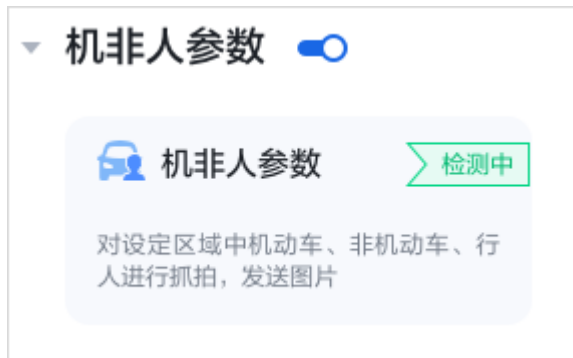 机非人参数
机非人参数
检测中
对设定区域中机动车、非机动车、行
人进行抓拍，发送图片